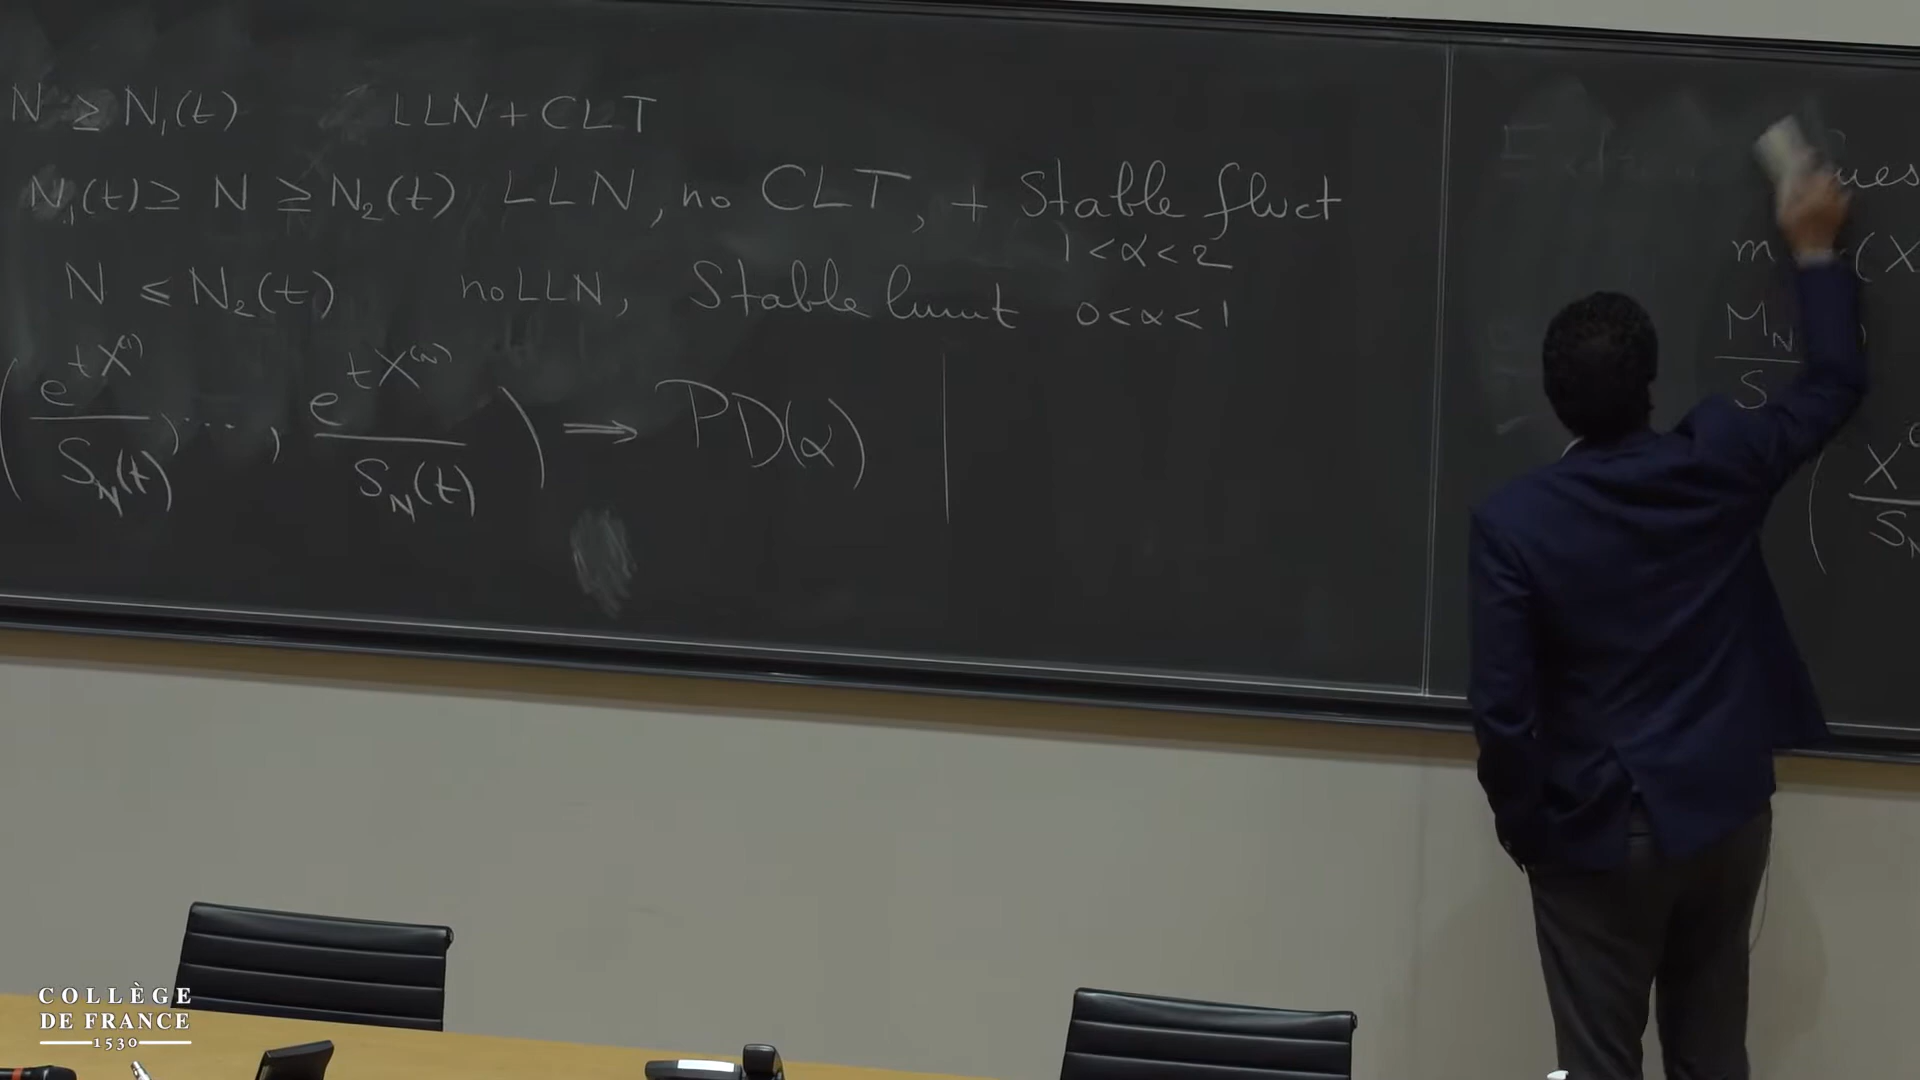 N ≥ N₁(t) LLN + CLT
N₁(t) ≥ N ≥ N₂(t) LLN, no CLT, + Stable fluct
1 < α < 2
N ≤ N₂(t) no LLN, Stable limit 0 < α < 1
( e^{tX^{(1)}} / S_N(t), ..., e^{tX^{(N)}} / S_N(t) ) ⇒ PD(α)
m (X
M_N
S
( X
S_N
COLLÈGE
DE FRANCE
1530